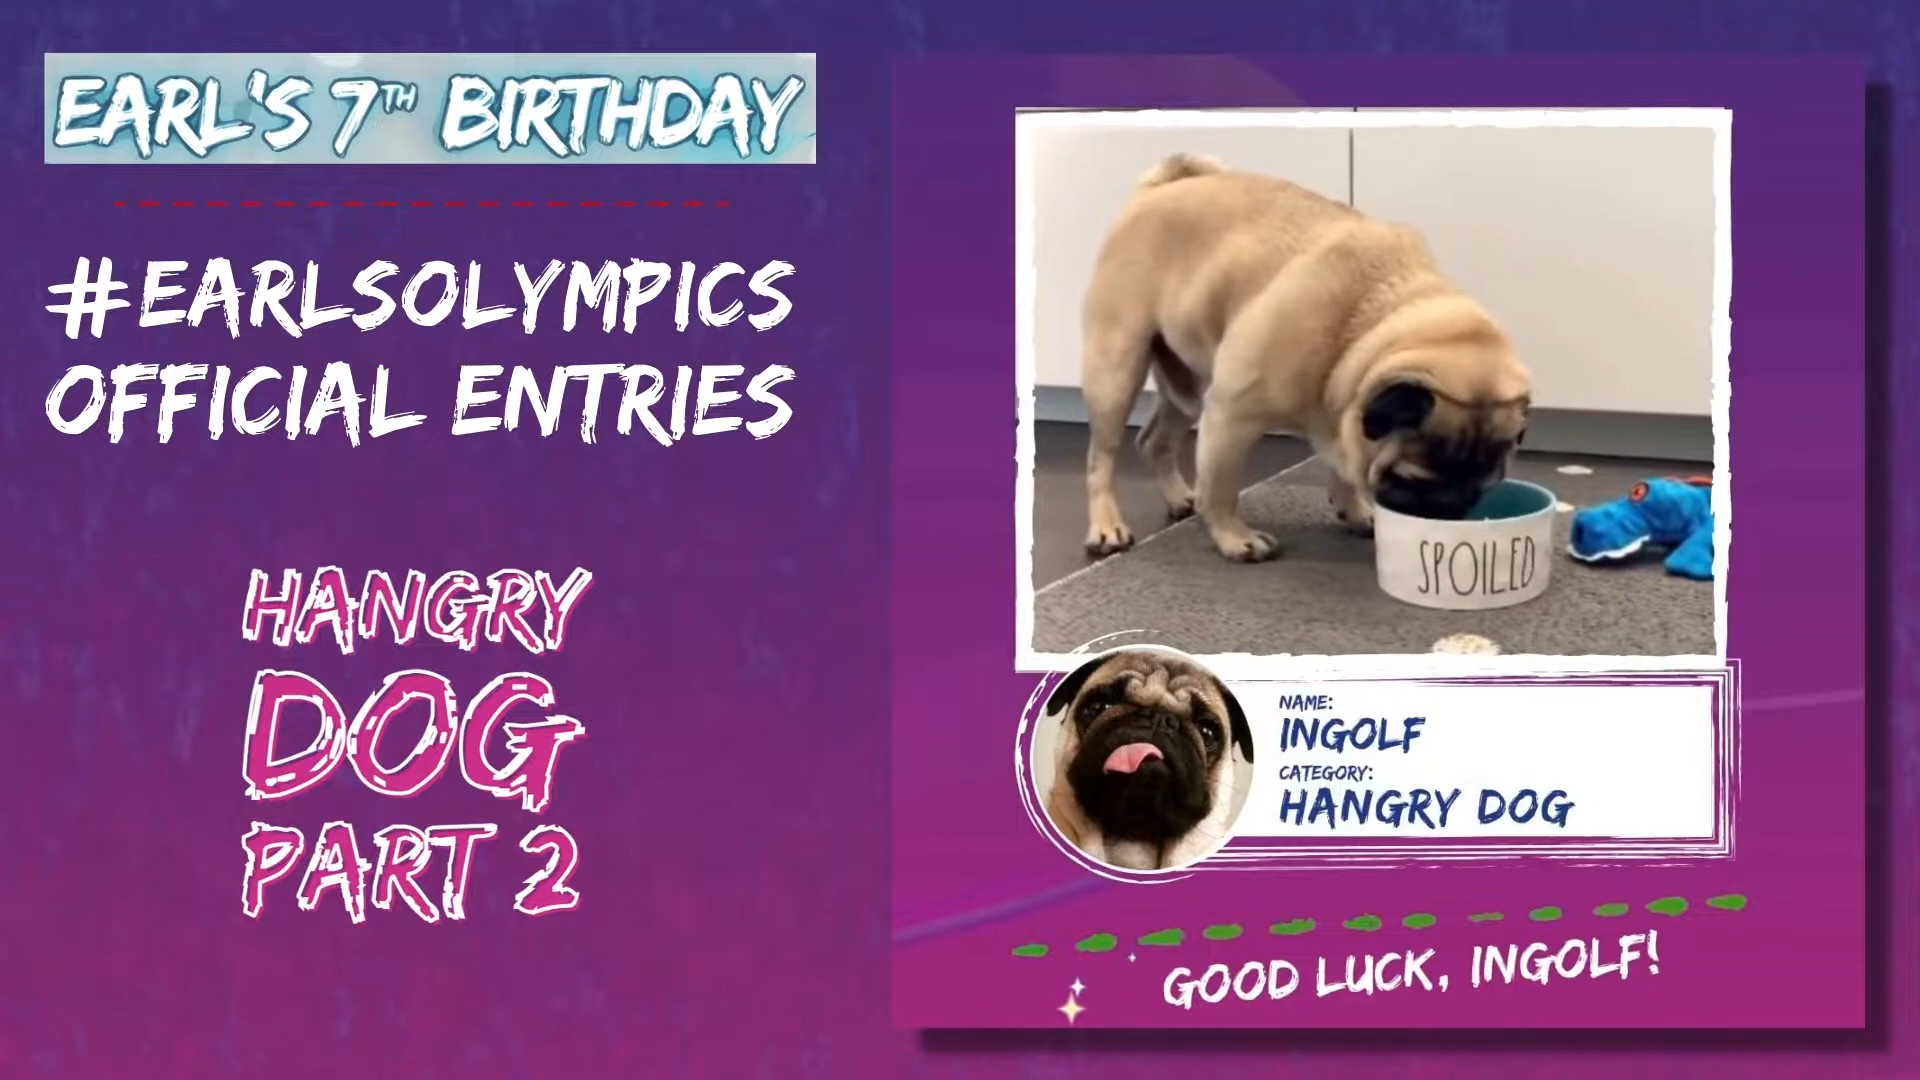 EARL'S 7TH BIRTHDAY
#EARLSOLYMPICS
OFFICIAL ENTRIES
HANGRY
DOG
PART 2
SPOILED
NAME:
INGOLF
CATEGORY:
HANGRY DOG
GOOD LUCK, INGOLF!